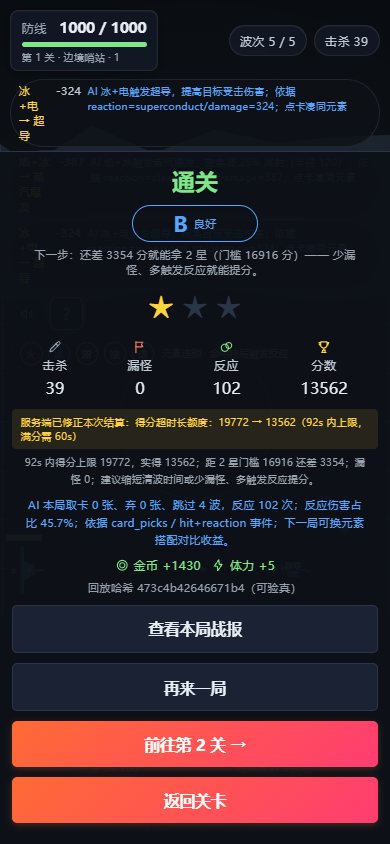 防线 1000 / 1000
第 1 关 · 边境哨站 · 1
波次 5 / 5
击杀 39
冰+电 → 超导
-324
AI 冰+电触发超导，提高目标受击伤害；依据
reaction=superconduct/damage=324；点卡凑同元素
通关
B 良好
下一步：还差 3354 分就能拿 2 星（门槛 16916 分）—— 少漏
怪、多触发反应就能提分。
击杀 漏怪 反应 分数
39 0 102 13562
服务端已修正本次结算：得分超时长额度：19772 → 13562（92s 内上限，
满分需 60s）
92s 内得分上限 19772，实得 13562；距 2 星门槛 16916 还差 3354；漏
怪 0；建议缩短清波时间或少漏怪、多触发反应提分。
AI 本局取卡 0 张、弃 0 张、跳过 4 波，反应 102 次；反应伤害占
比 45.7%；依据 card_picks / hit+reaction 事件；下一局可换元素
搭配对比收益。
金币 +1430 体力 +5
回放哈希 473c4b42646671b4（可验真）
查看本局战报
再来一局
前往第 2 关 →
返回关卡